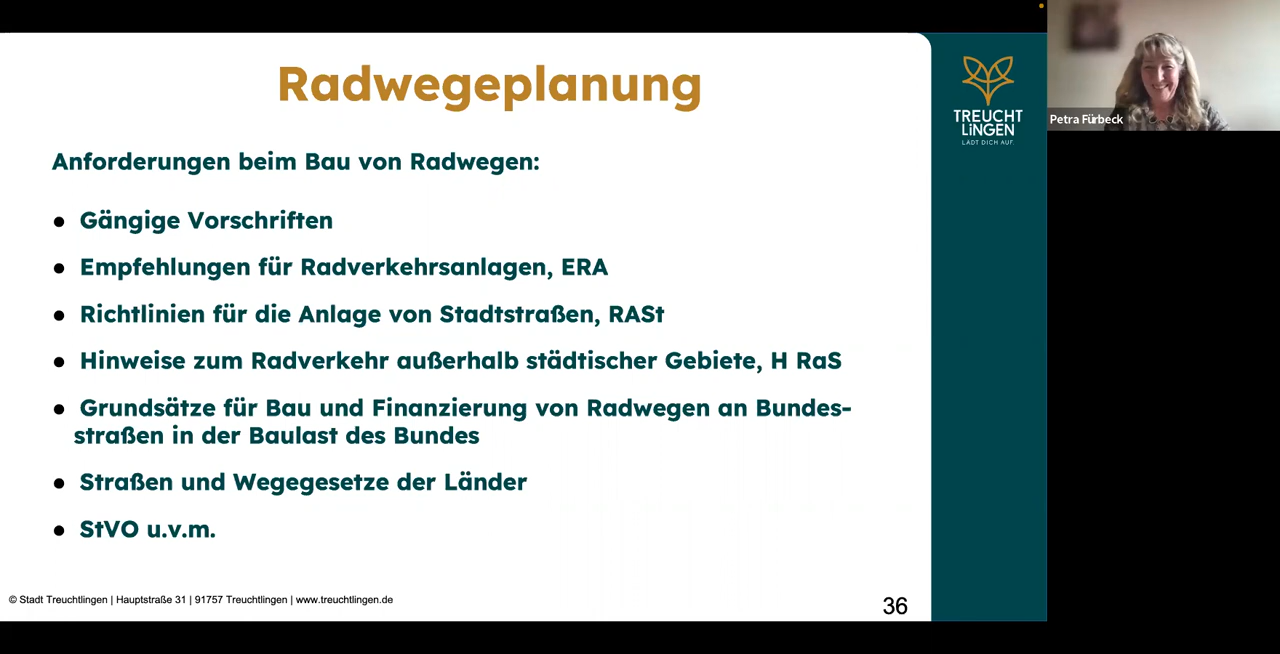 Radwegeplanung
Anforderungen beim Bau von Radwegen:
● Gängige Vorschriften
● Empfehlungen für Radverkehrsanlagen, ERA
● Richtlinien für die Anlage von Stadtstraßen, RASt
● Hinweise zum Radverkehr außerhalb städtischer Gebiete, H RaS
● Grundsätze für Bau und Finanzierung von Radwegen an Bundes-
straßen in der Baulast des Bundes
● Straßen und Wegegesetze der Länder
● StVO u.v.m.
© Stadt Treuchtlingen | Hauptstraße 31 | 91757 Treuchtlingen | www.treuchtlingen.de
36
TREUCHT
LINGEN
LÄDT DICH AUF.
Petra Fürbeck